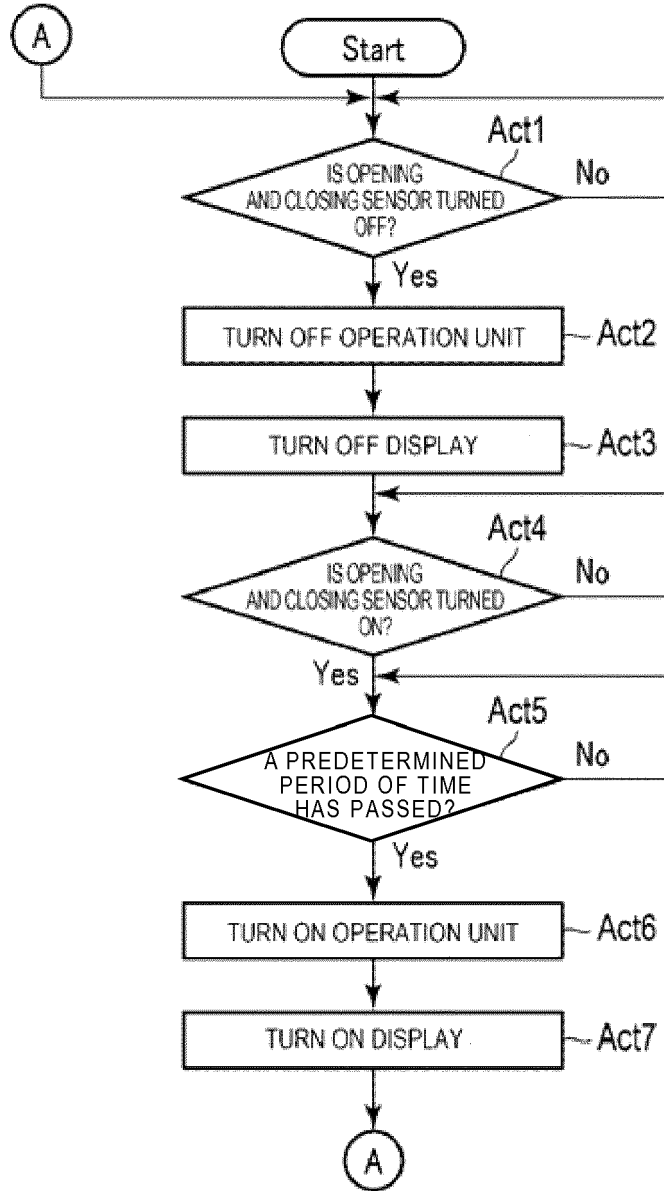 A
Start
Act1
IS OPENING
AND CLOSING SENSOR TURNED
OFF?
No
Yes
TURN OFF OPERATION UNIT
Act2
TURN OFF DISPLAY
Act3
Act4
IS OPENING
AND CLOSING SENSOR TURNED
ON?
No
Yes
Act5
A PREDETERMINED
PERIOD OF TIME
HAS PASSED?
No
Yes
TURN ON OPERATION UNIT
Act6
TURN ON DISPLAY
Act7
A